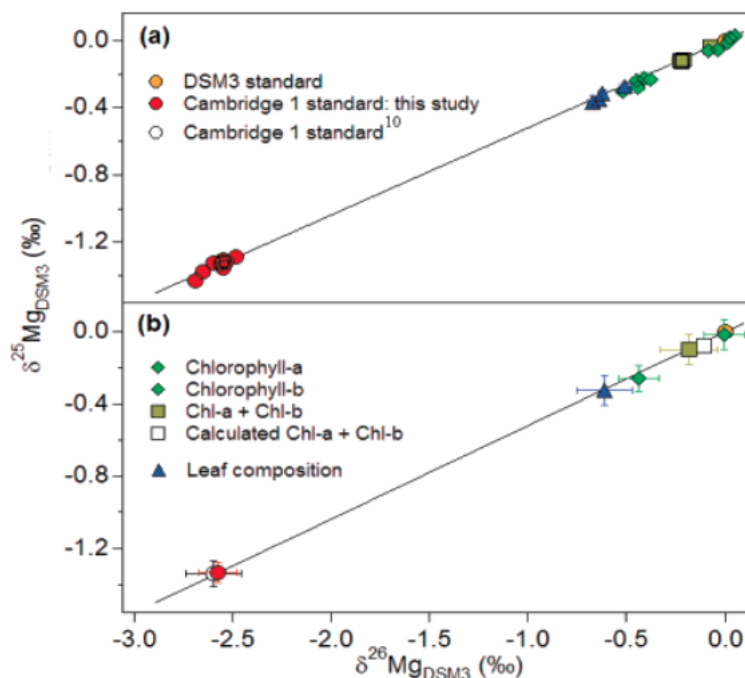 (a)
0.0
-0.4
-0.8
-1.2
DSM3 standard
Cambridge 1 standard: this study
Cambridge 1 standard10
δ25MgDSM3 (‰)
(b)
0.0
-0.4
-0.8
-1.2
Chlorophyll-a
Chlorophyll-b
Chl-a + Chl-b
Calculated Chl-a + Chl-b
Leaf composition
-3.0 -2.5 -2.0 -1.5 -1.0 -0.5 0.0
δ26MgDSM3 (‰)